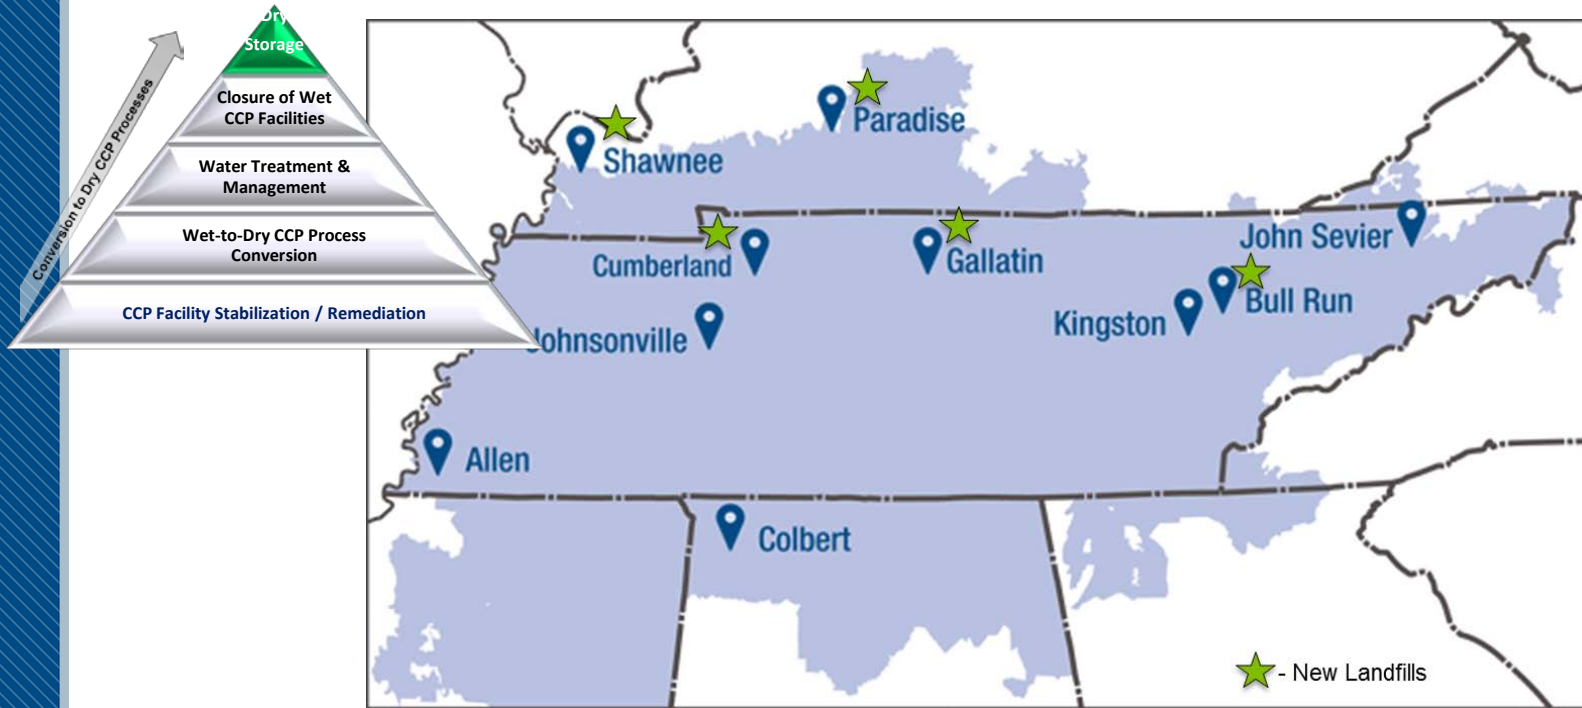 Dry
Storage
Closure of Wet
CCP Facilities
Water Treatment &
Management
Wet-to-Dry CCP Process
Conversion
CCP Facility Stabilization / Remediation
Conversion to Dry CCP Processes
Paradise
Shawnee
John Sevier
Cumberland
Gallatin
Bull Run
Kingston
Johnsonville
Allen
Colbert
- New Landfills